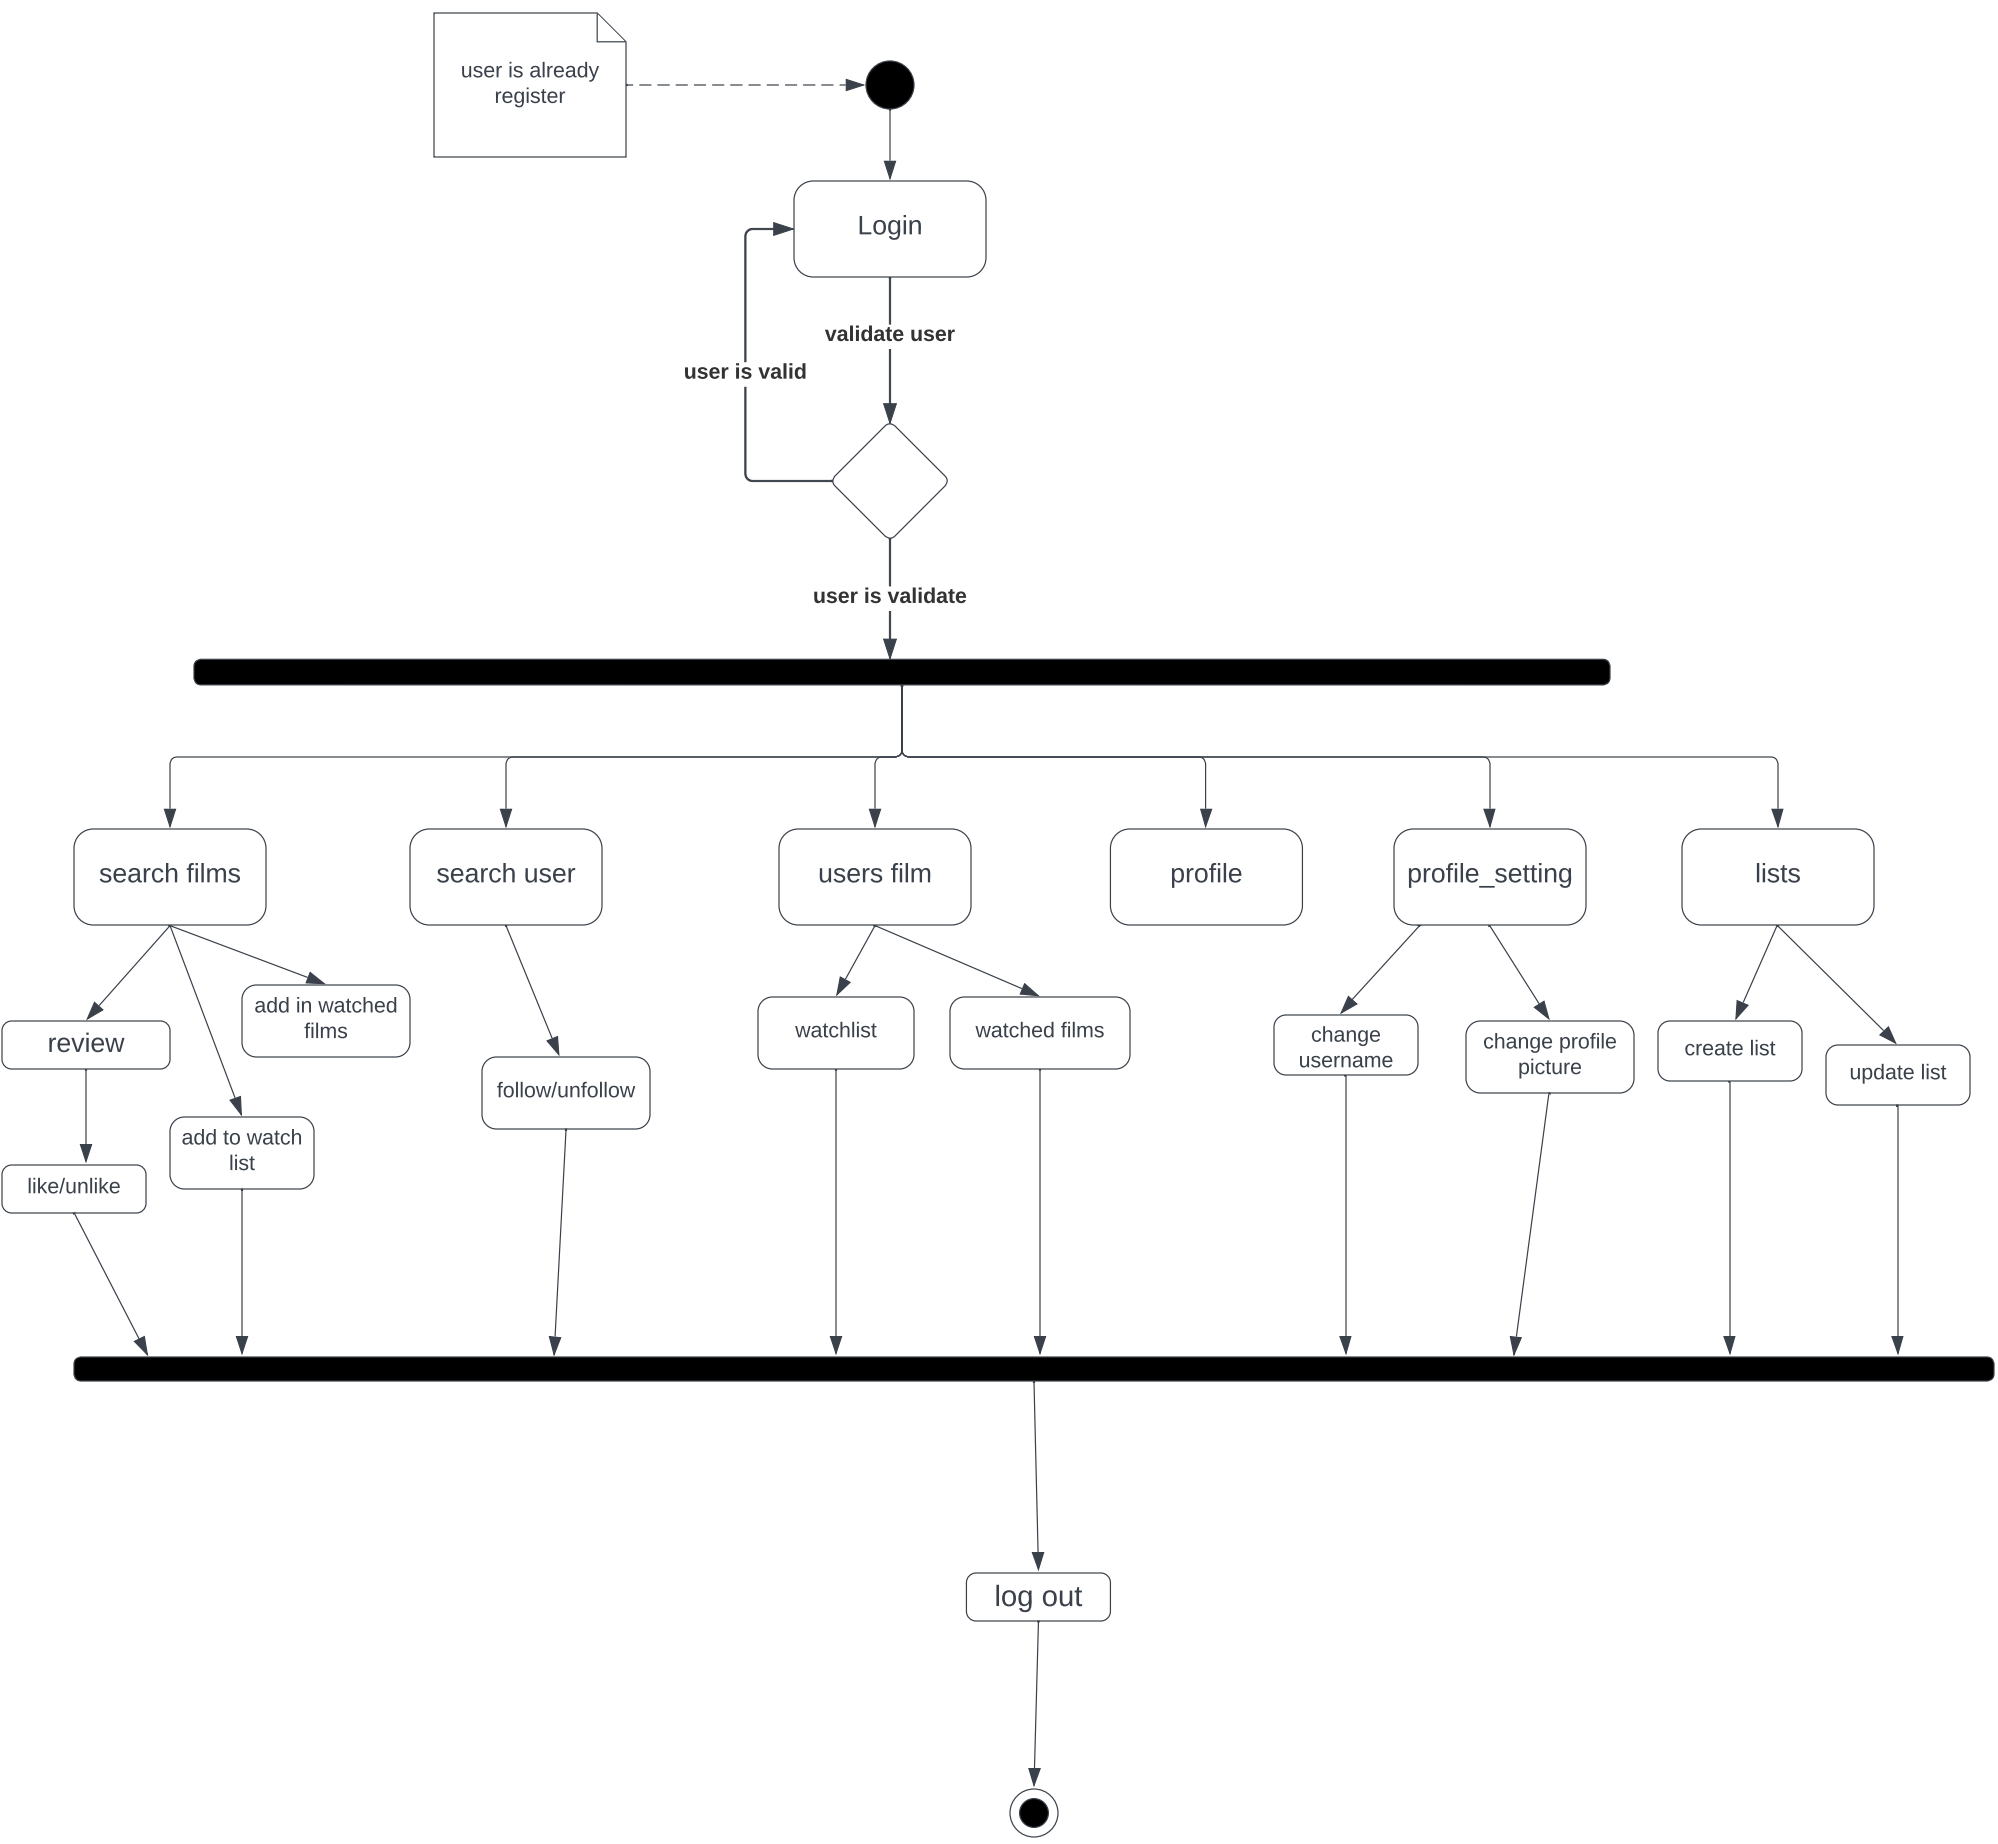 user is already
register
Login
validate user
user is valid
user is validate
search films
search user
users film
profile
profile_setting
lists
add in watched
films
review
watchlist
watched films
change
username
change profile
picture
create list
update list
follow/unfollow
add to watch
list
like/unlike
log out